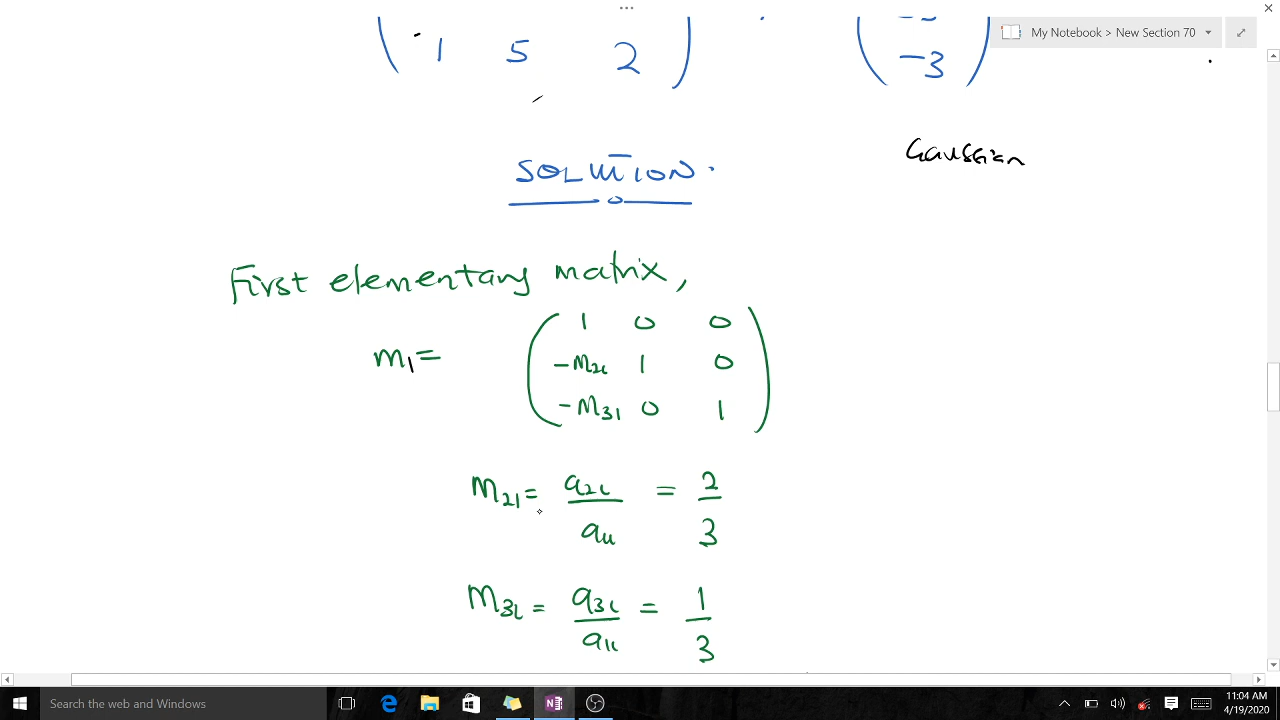 My Notebook > New Section 70
1 5 2
-3
Gaussian
SOLUTION.
First elementary matrix,
1 0 0
m1= -M21 1 0
-M31 0 1
M21= a21 / a11 = 2 / 3
M31 = a31 / a11 = 1 / 3
Search the web and Windows
11:04 AM
4/19/2020